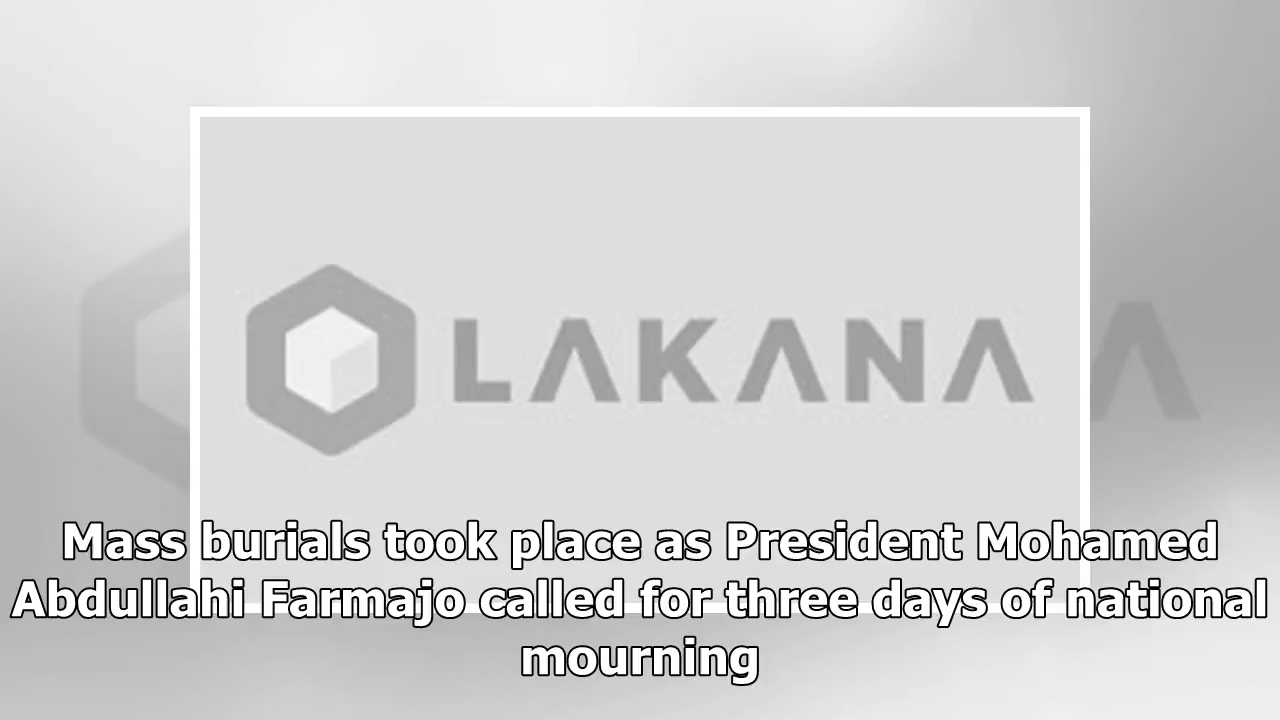 LAKANA
Mass burials took place as President Mohamed
Abdullahi Farmajo called for three days of national
mourning